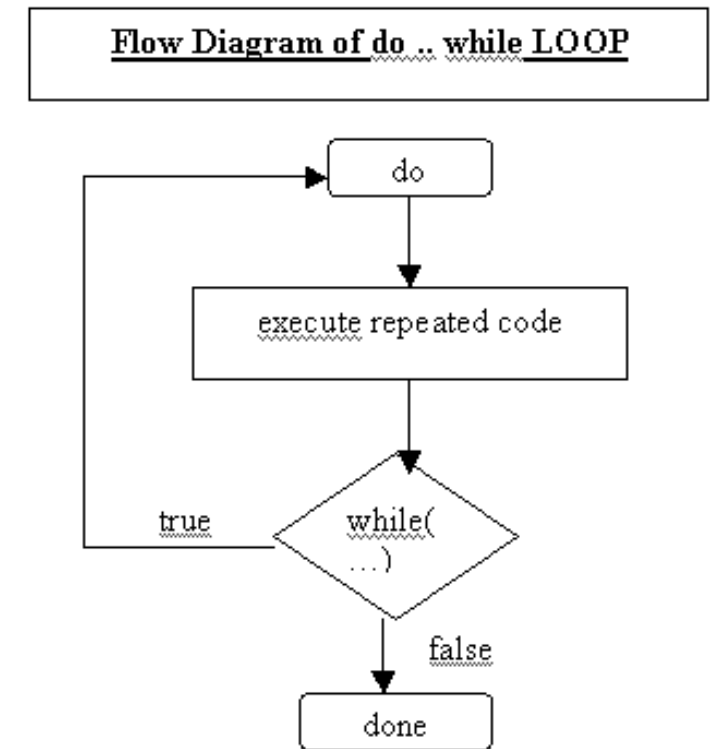 Flow Diagram of do .. while LOOP
do
execute repeated code
true
while(
...)
false
done